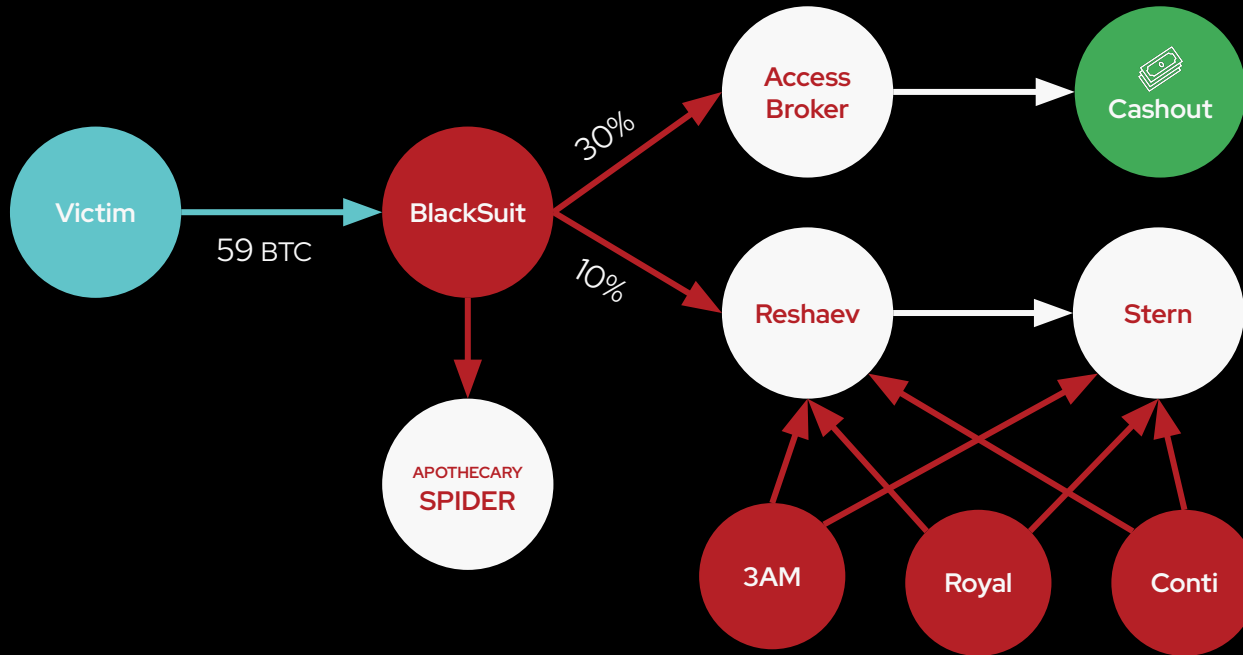 Victim
59 BTC
BlackSuit
30%
10%
Access
Broker
Cashout
Reshaev
Stern
APOTHECARY
SPIDER
3AM
Royal
Conti